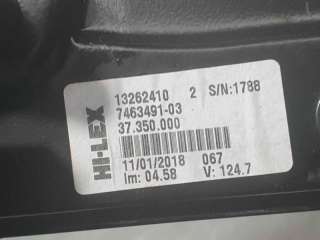 HI-LEX
13262410 2 S/N:1788
7463491-03
37.350.000
11/01/2018 067
Im: 04.58 V: 124.7